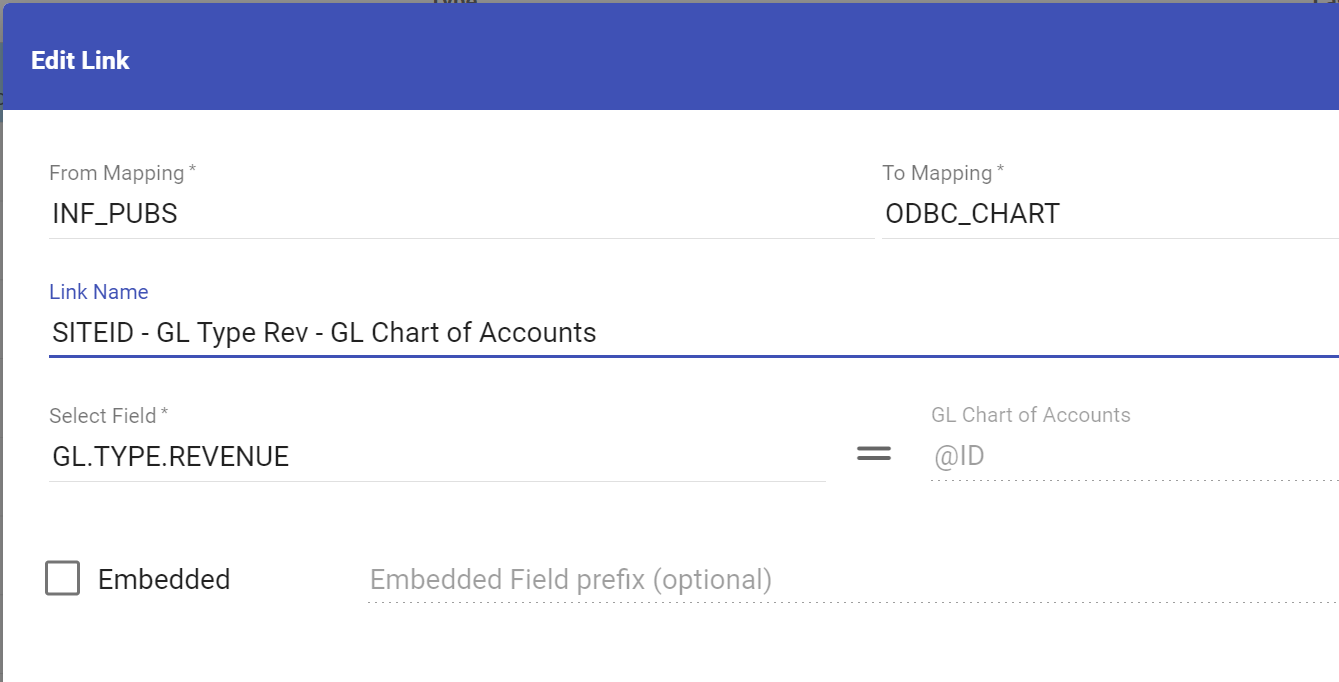 Edit Link
From Mapping *
To Mapping *
INF_PUBS
ODBC_CHART
Link Name
SITEID - GL Type Rev - GL Chart of Accounts
Select Field *
GL Chart of Accounts
GL.TYPE.REVENUE
@ID
Embedded
Embedded Field prefix (optional)